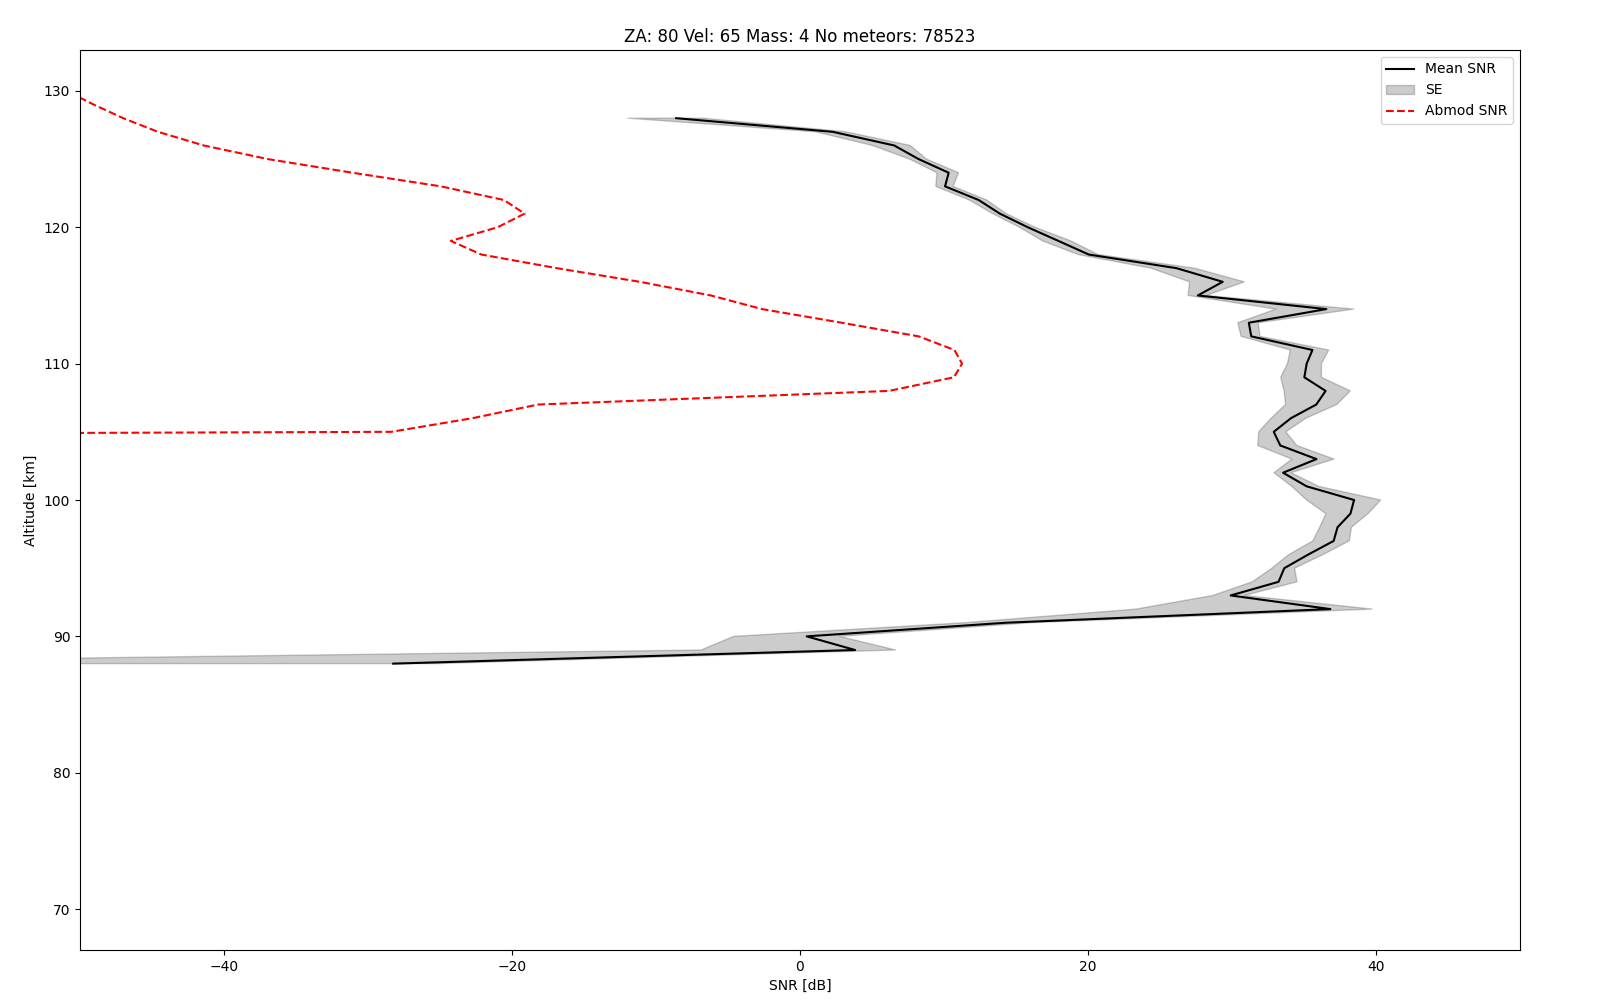 ZA: 80 Vel: 65 Mass: 4 No meteors: 78523
Mean SNR
SE
Abmod SNR
130
120
110
100
90
80
70
Altitude [km]
−40
−20
0
20
40
SNR [dB]